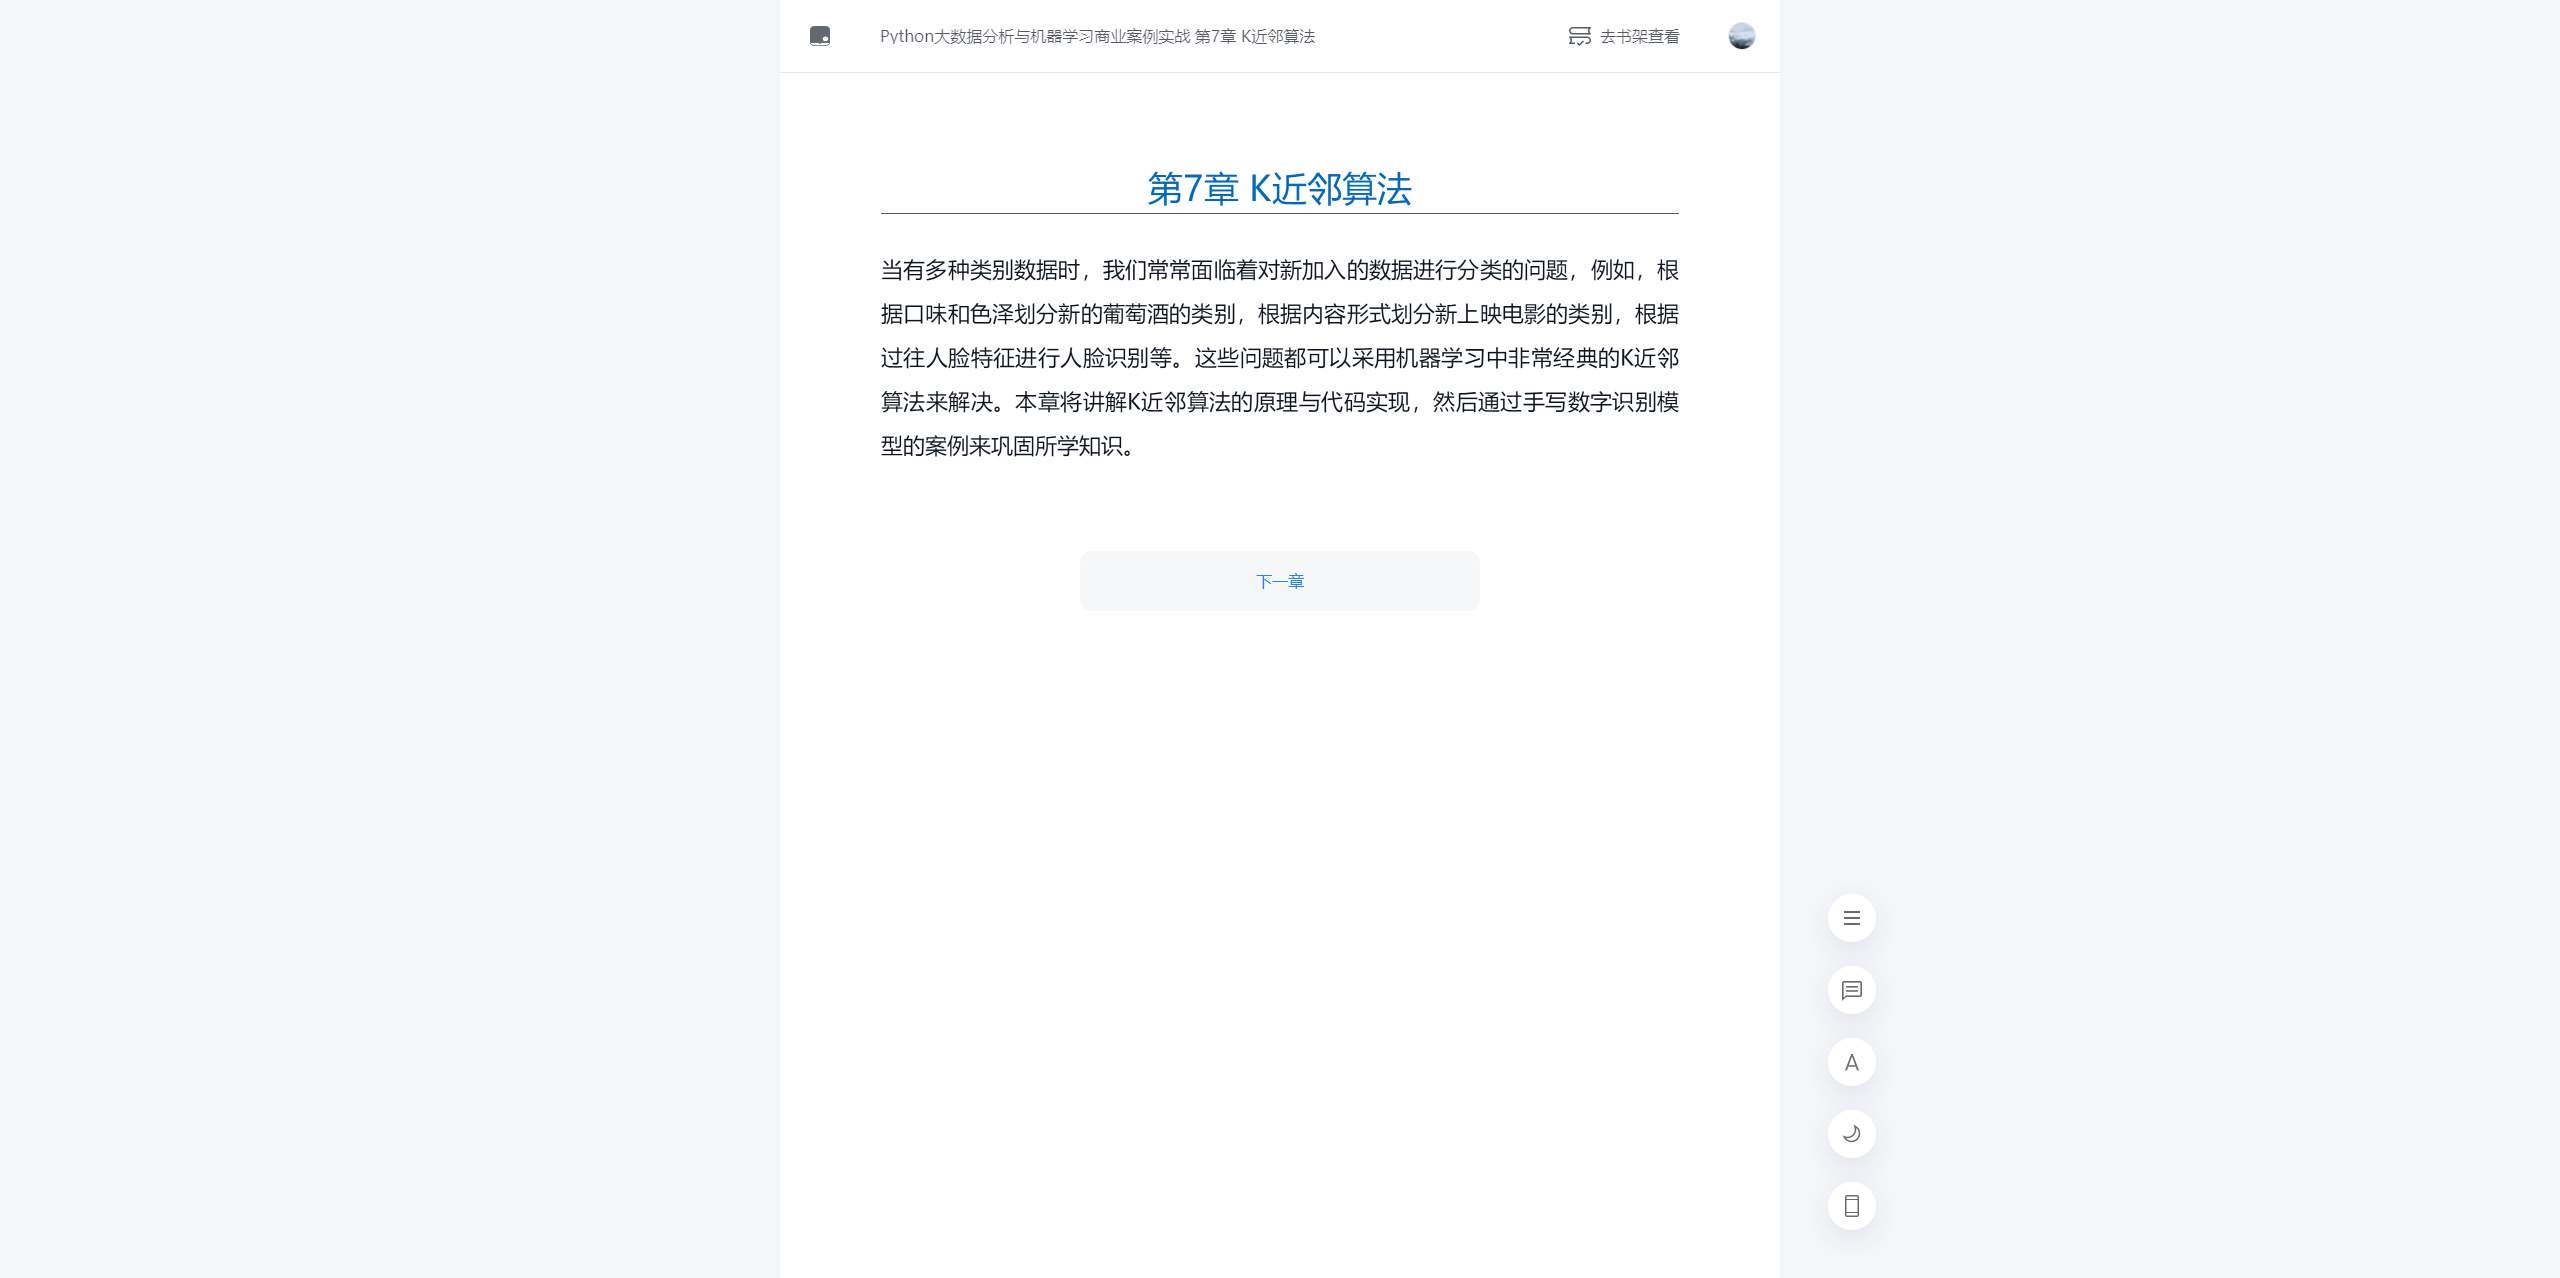 Python大数据分析与机器学习商业案例实战 第7章 K近邻算法
去书架查看
第7章 K近邻算法
当有多种类别数据时，我们常常面临着对新加入的数据进行分类的问题，例如，根
据口味和色泽划分新的葡萄酒的类别，根据内容形式划分新上映电影的类别，根据
过往人脸特征进行人脸识别等。这些问题都可以采用机器学习中非常经典的K近邻
算法来解决。本章将讲解K近邻算法的原理与代码实现，然后通过手写数字识别模
型的案例来巩固所学知识。
下一章
A